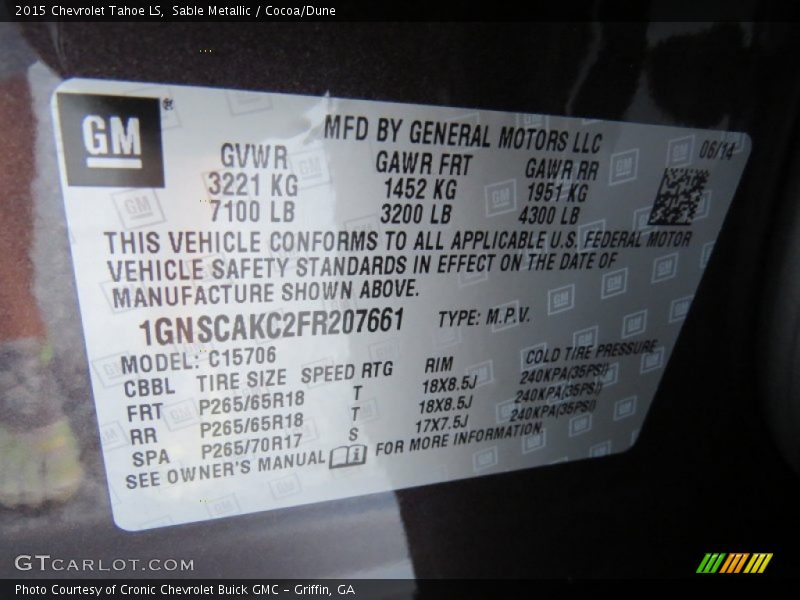 2015 Chevrolet Tahoe LS, Sable Metallic / Cocoa/Dune
GM ®
MFD BY GENERAL MOTORS LLC
06/14
GVWR GAWR FRT GAWR RR
3221 KG 1452 KG 1951 KG
7100 LB 3200 LB 4300 LB
THIS VEHICLE CONFORMS TO ALL APPLICABLE U.S. FEDERAL MOTOR
VEHICLE SAFETY STANDARDS IN EFFECT ON THE DATE OF
MANUFACTURE SHOWN ABOVE.
1GNSCAKC2FR207661 TYPE: M.P.V.
MODEL: C15706
CBBL TIRE SIZE SPEED RTG RIM COLD TIRE PRESSURE
FRT P265/65R18 T 18X8.5J 240KPA(35PSI)
RR P265/65R18 T 18X8.5J 240KPA(35PSI)
SPA P265/70R17 S 17X7.5J 240KPA(35PSI)
SEE OWNER'S MANUAL FOR MORE INFORMATION.
GTCARLOT.COM
Photo Courtesy of Cronic Chevrolet Buick GMC – Griffin, GA